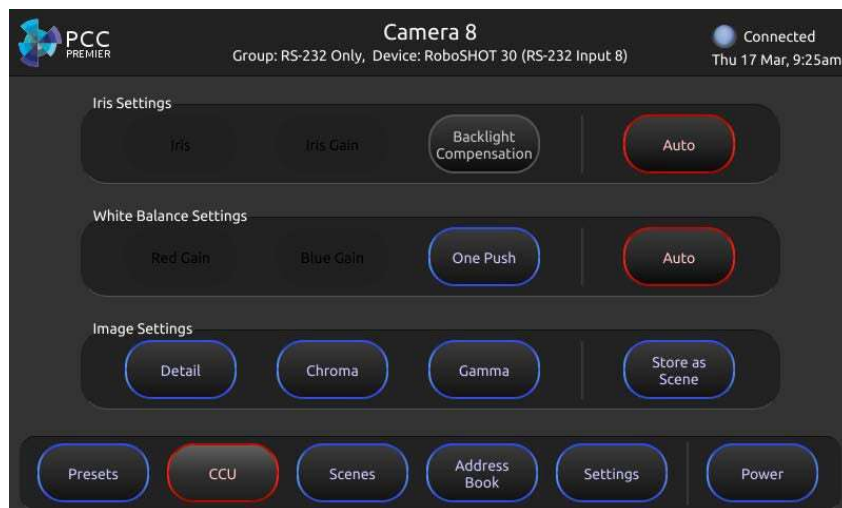 PCC
PREMIER
Camera 8
Group: RS-232 Only, Device: RoboSHOT 30 (RS-232 Input 8)
Connected
Thu 17 Mar, 9:25am
Iris Settings
Iris
Iris Gain
Backlight
Compensation
Auto
White Balance Settings
Red Gain
Blue Gain
One Push
Auto
Image Settings
Detail
Chroma
Gamma
Store as
Scene
Presets
CCU
Scenes
Address
Book
Settings
Power